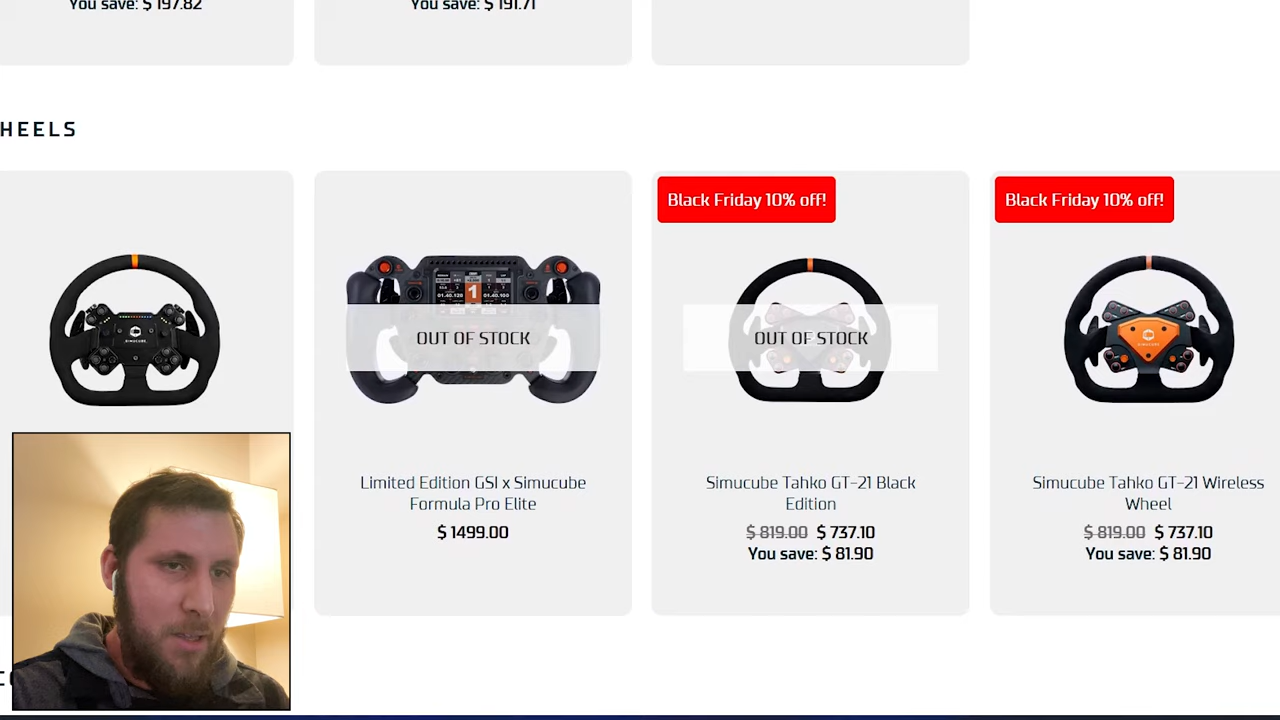 You save: $ 197.82
You save: $ 191.71
HEELS
Black Friday 10% off!
Black Friday 10% off!
SIMUCUBE
1
OUT OF STOCK
OUT OF STOCK
Limited Edition GSI x Simucube
Formula Pro Elite
$ 1499.00
Simucube Tahko GT-21 Black
Edition
$ 819.00 $ 737.10
You save: $ 81.90
Simucube Tahko GT-21 Wireless
Wheel
$ 819.00 $ 737.10
You save: $ 81.90